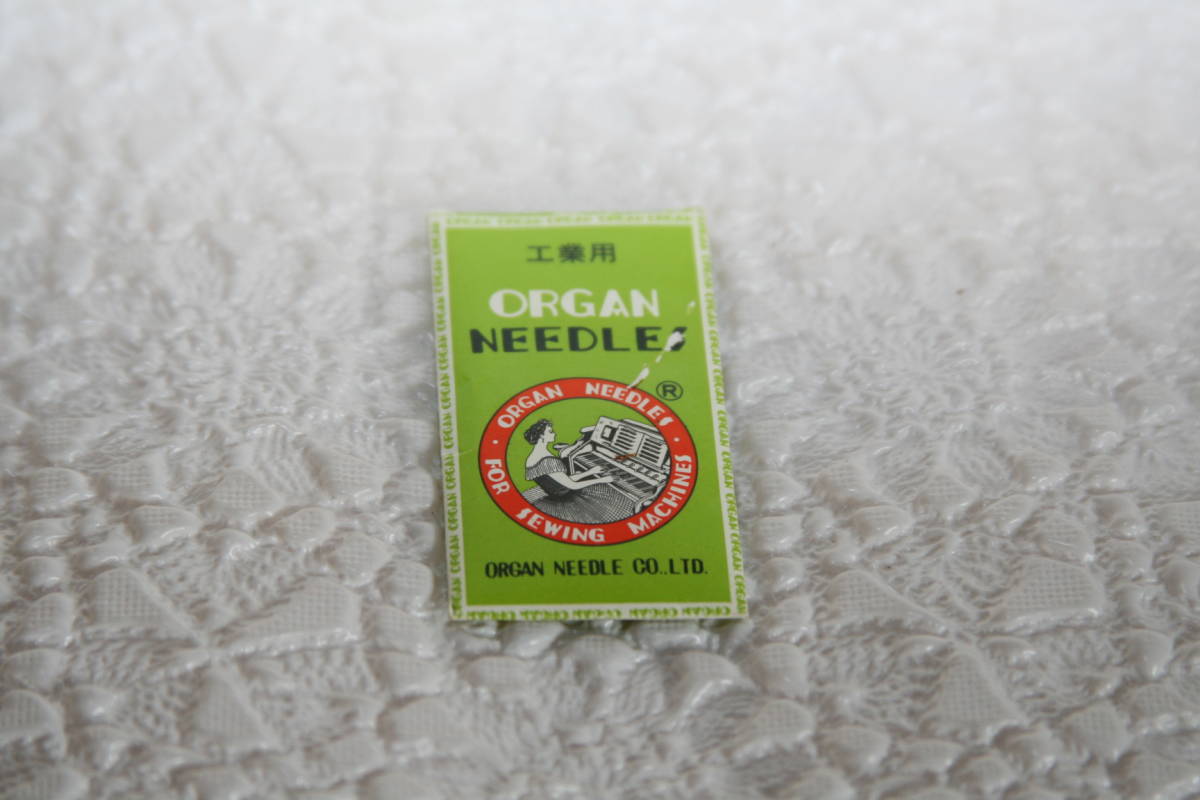 工業用
ORGAN
NEEDLES
ORGAN NEEDLES
®
FOR SEWING MACHINES
ORGAN NEEDLE CO.,LTD.